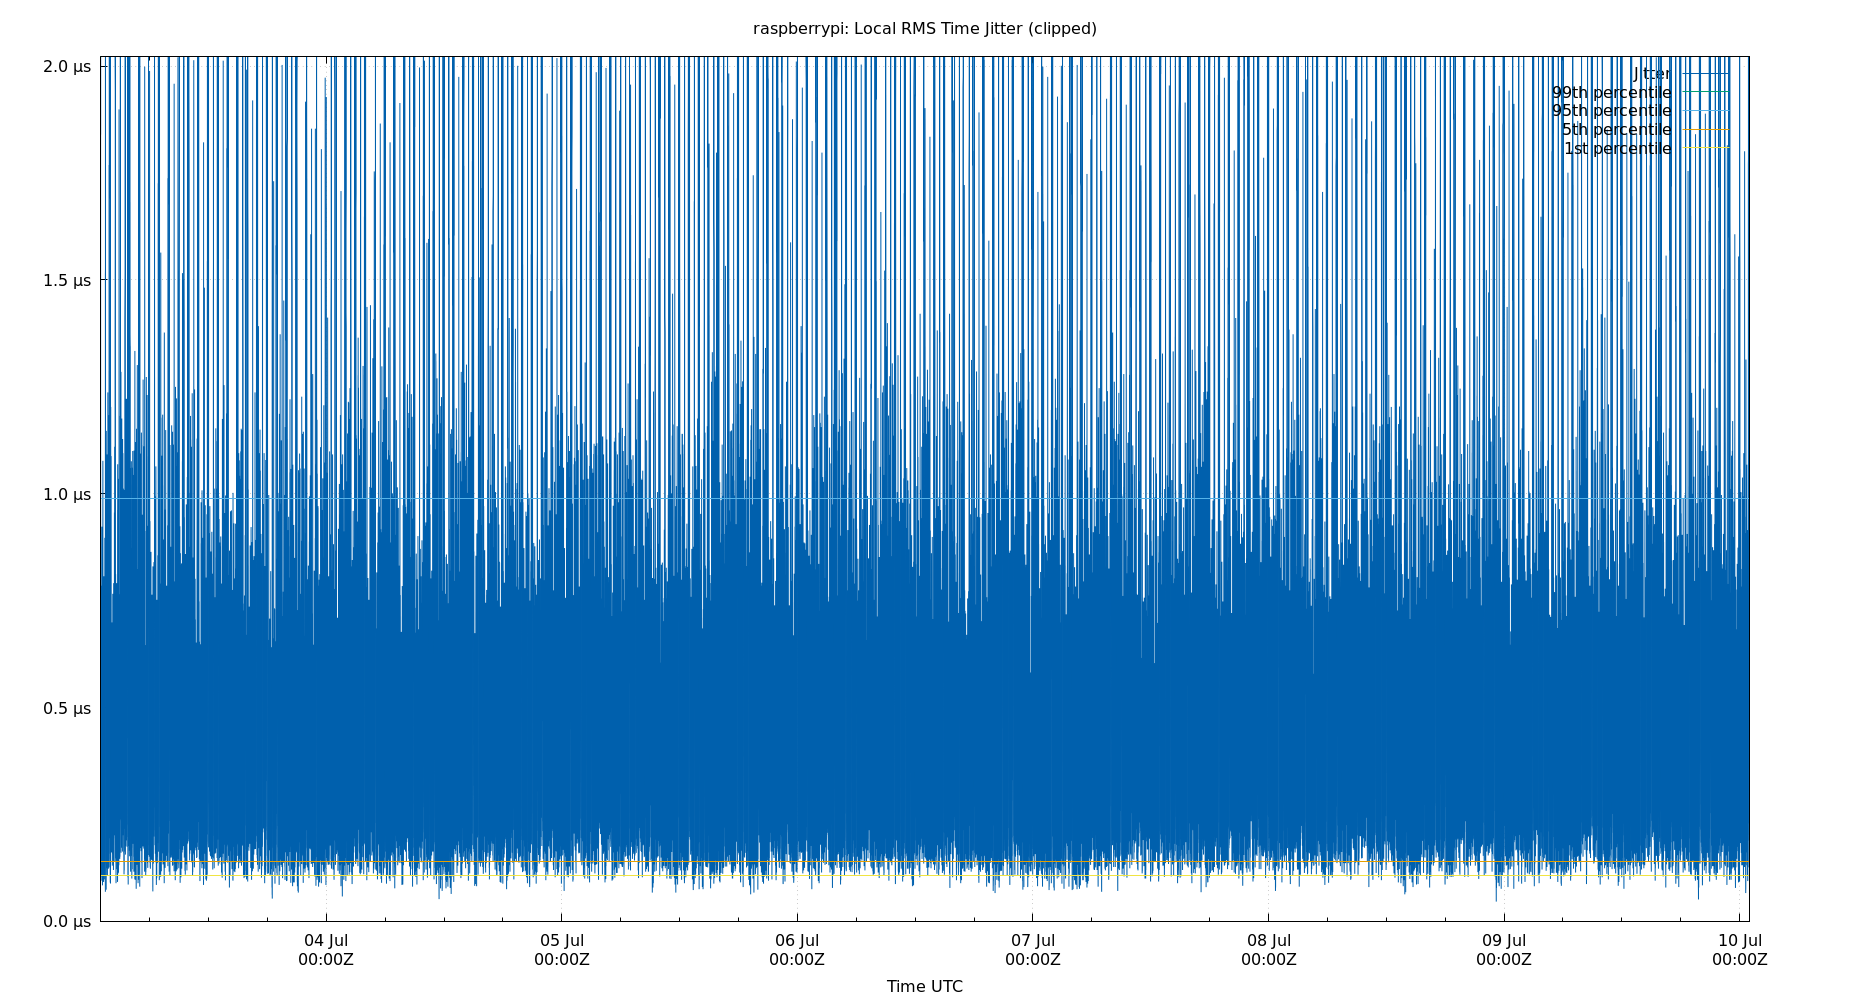 raspberrypi: Local RMS Time Jitter (clipped)
2.0 µs
1.5 µs
1.0 µs
0.5 µs
0.0 µs
Jitter
99th percentile
95th percentile
5th percentile
1st percentile
04 Jul
00:00Z
05 Jul
00:00Z
06 Jul
00:00Z
07 Jul
00:00Z
08 Jul
00:00Z
09 Jul
00:00Z
10 Jul
00:00Z
Time UTC